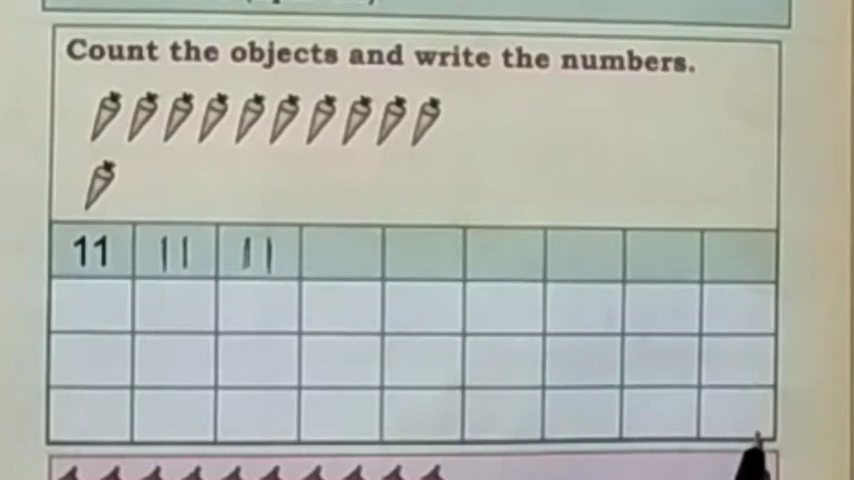 Count the objects and write the numbers.
11 11 11